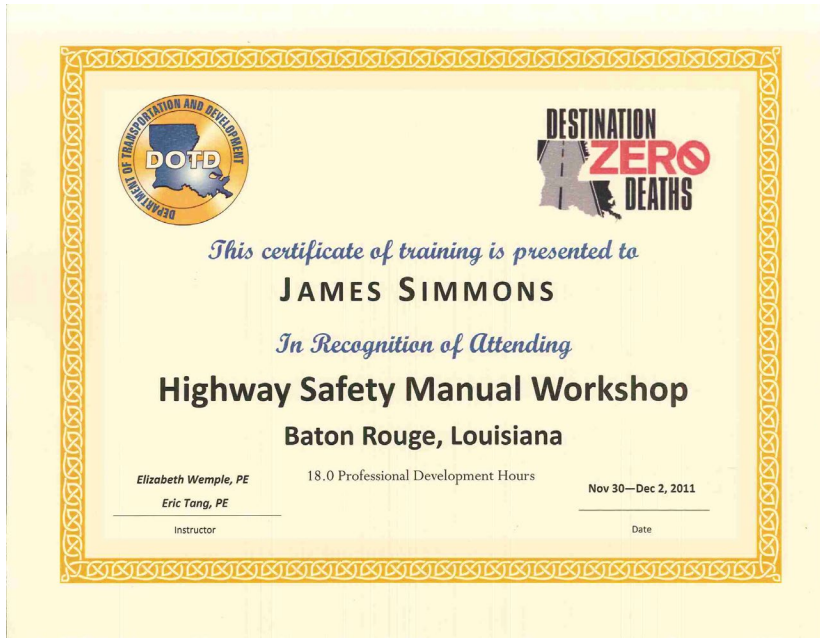 DEPARTMENT OF TRANSPORTATION AND DEVELOPMENT
DOTD
DESTINATION
ZERO
DEATHS
This certificate of training is presented to
JAMES SIMMONS
In Recognition of Attending
Highway Safety Manual Workshop
Baton Rouge, Louisiana
18.0 Professional Development Hours
Elizabeth Wemple, PE
Eric Tang, PE
Instructor
Nov 30—Dec 2, 2011
Date